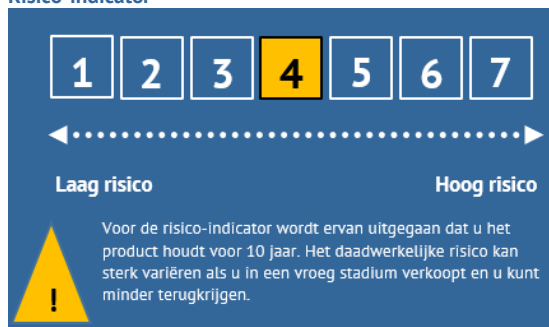 Risico-indicator
1 2 3 4 5 6 7
Laag risico Hoog risico
Voor de risico-indicator wordt ervan uitgegaan dat u het
product houdt voor 10 jaar. Het daadwerkelijke risico kan
sterk variëren als u in een vroeg stadium verkoopt en u kunt
minder terugkrijgen.
!